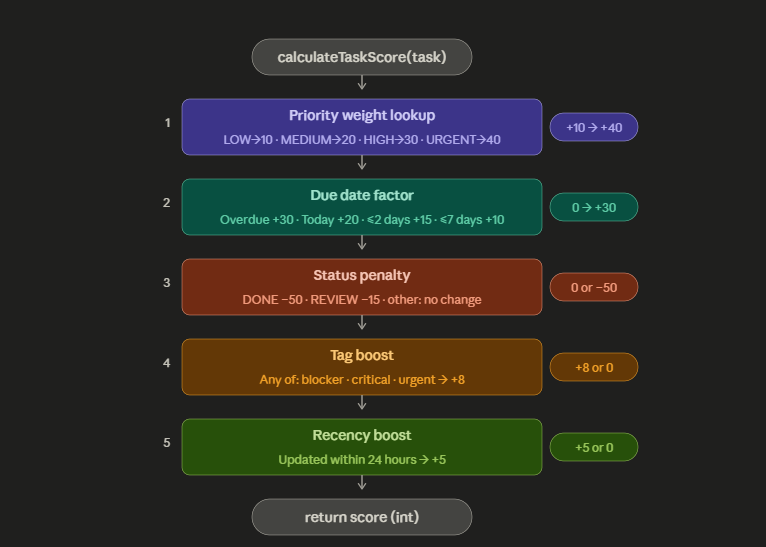 calculateTaskScore(task)
1
Priority weight lookup
LOW→10 · MEDIUM→20 · HIGH→30 · URGENT→40
+10 → +40
2
Due date factor
Overdue +30 · Today +20 · ≤2 days +15 · ≤7 days +10
0 → +30
3
Status penalty
DONE −50 · REVIEW −15 · other: no change
0 or −50
4
Tag boost
Any of: blocker · critical · urgent → +8
+8 or 0
5
Recency boost
Updated within 24 hours → +5
+5 or 0
return score (int)